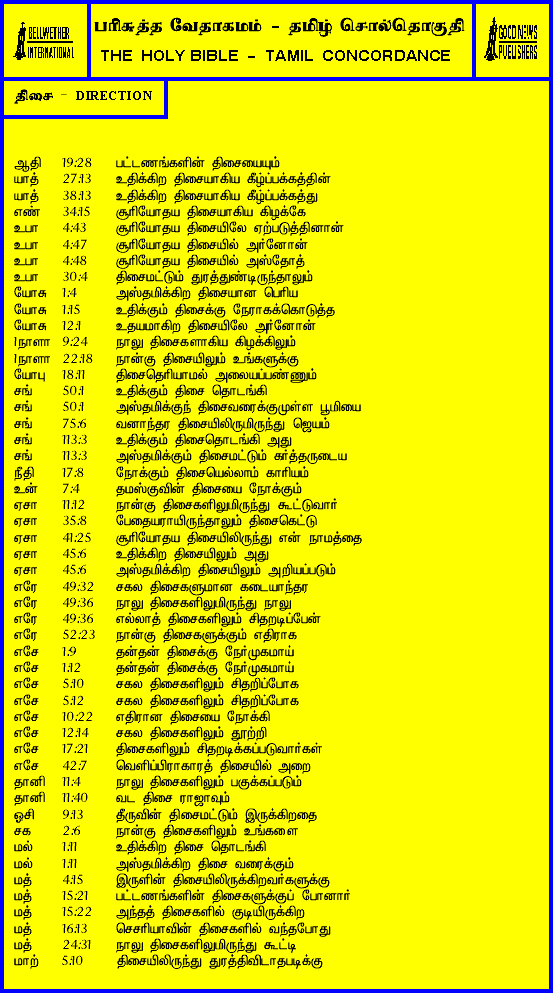 BELLWETHER INTERNATIONAL
பரிசுத்த வேதாகமம் - தமிழ் சொல்தொகுதி
THE HOLY BIBLE - TAMIL CONCORDANCE
GOOD NEWS PUBLISHERS
திசை - DIRECTION
ஆதி 19:28 பட்டணங்களின் திசையையும்
யாத் 27:13 உதிக்கிற திசையாகிய கீழ்ப்பக்கத்தின்
யாத் 38:13 உதிக்கிற திசையாகிய கீழ்ப்பக்கத்து
எண் 34:15 சூரியோதய திசையாகிய கிழக்கே
உபா 4:43 சூரியோதய திசையிலே ஏற்படுத்தினான்
உபா 4:47 சூரியோதய திசையில் அர்னோன்
உபா 4:48 சூரியோதய திசையில் அஸ்தோத்
உபா 30:4 திசைமட்டும் துரத்துண்டிருந்தாலும்
யோசு 1:4 அஸ்தமிக்கிற திசையான பெரிய
யோசு 1:15 உதிக்கும் திசைக்கு நேராகக்கொடுத்த
யோசு 12:1 உதயமாகிற திசையிலே அர்னோன்
1நாளா 9:24 நாலு திசைகளாகிய கிழக்கிலும்
1நாளா 22:18 நான்கு திசையிலும் உங்களுக்கு
யோபு 18:11 திசைதெரியாமல் அலையப்பண்ணும்
சங் 50:1 உதிக்கும் திசை தொடங்கி
சங் 50:1 அஸ்தமிக்குந் திசைவரைக்குமுள்ள பூமியை
சங் 75:6 வனாந்தர திசையிலிருமிருந்து ஜெயம்
சங் 113:3 உதிக்கும் திசைதொடங்கி அது
சங் 113:3 அஸ்தமிக்கும் திசைமட்டும் கர்த்தருடைய
நீதி 17:8 நோக்கும் திசையெல்லாம் காரியம்
உன் 7:4 தமஸ்குவின் திசையை நோக்கும்
ஏசா 11:12 நான்கு திசைகளிலுமிருந்து கூட்டுவார்
ஏசா 35:8 பேதையராயிருந்தாலும் திசைகெட்டு
ஏசா 41:25 சூரியோதய திசையிலிருந்து என் நாமத்தை
ஏசா 45:6 உதிக்கிற திசையிலும் அது
ஏசா 45:6 அஸ்தமிக்கிற திசையிலும் அறியப்படும்
எரே 49:32 சகல திசைகளுமான கடையாந்தர
எரே 49:36 நாலு திசைகளிலுமிருந்து நாலு
எரே 49:36 எல்லாத் திசைகளிலும் சிதறடிப்பேன்
எரே 52:23 நான்கு திசைகளுக்கும் எதிராக
எசே 1:9 தன்தன் திசைக்கு நேர்முகமாய்
எசே 1:12 தன்தன் திசைக்கு நேர்முகமாய்
எசே 5:10 சகல திசைகளிலும் சிதறிப்போக
எசே 5:12 சகல திசைகளிலும் சிதறிப்போக
எசே 10:22 எதிரான திசையை நோக்கி
எசே 12:14 சகல திசைகளிலும் தூற்றி
எசே 17:21 திசைகளிலும் சிதறடிக்கப்படுவார்கள்
எசே 42:7 வெளிப்பிராகாரத் திசையில் அறை
தானி 11:4 நாலு திசைகளிலும் பகுக்கப்படும்
தானி 11:40 வட திசை ராஜாவும்
ஓசி 9:13 தீருவின் திசைமட்டும் இருக்கிறதை
சக 2:6 நான்கு திசைகளிலும் உங்களை
மல் 1:11 உதிக்கிற திசை தொடங்கி
மல் 1:11 அஸ்தமிக்கிற திசை வரைக்கும்
மத் 4:15 இருளின் திசையிலிருக்கிறவர்களுக்கு
மத் 15:21 பட்டணங்களின் திசைகளுக்குப் போனார்
மத் 15:22 அந்தத் திசைகளில் குடியிருக்கிற
மத் 16:13 செசரியாவின் திசைகளில் வந்தபோது
மத் 24:31 நாலு திசைகளிலுமிருந்து கூட்டி
மாற் 5:10 திசையிலிருந்து துரத்திவிடாதபடிக்கு